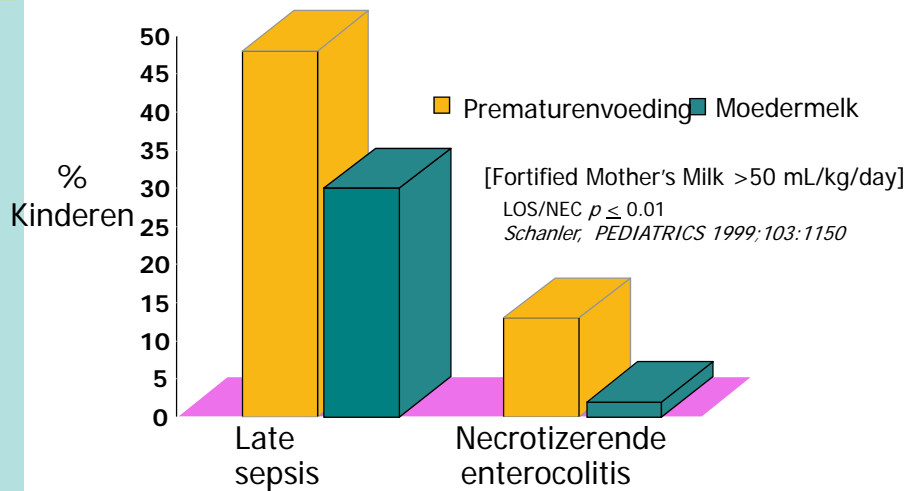 50
45
40
35
30
25
20
15
10
5
0
%
Kinderen
Prematurenvoeding Moedermelk
[Fortified Mother's Milk >50 mL/kg/day]
LOS/NEC p ≤ 0.01
Schanler, PEDIATRICS 1999;103:1150
Late
sepsis
Necrotizerende
enterocolitis